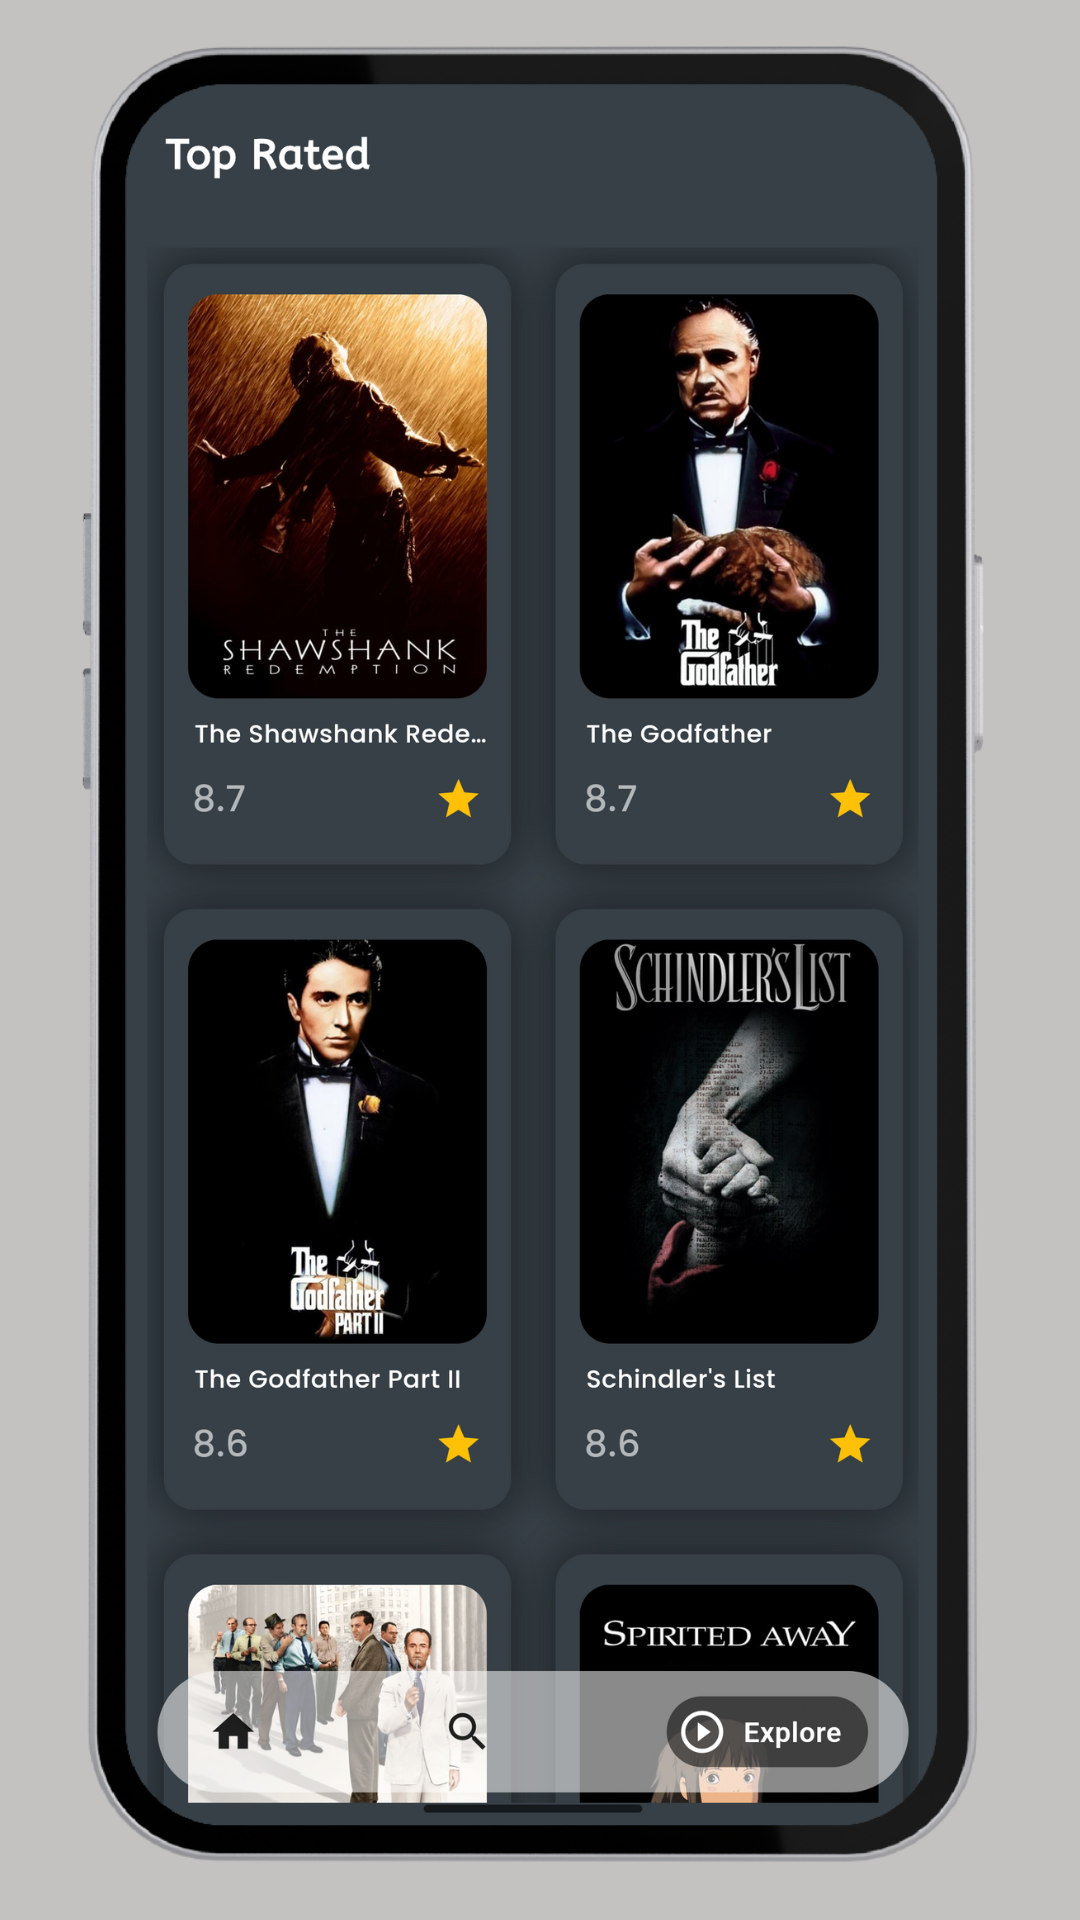 Top Rated
THE
SHAWSHANK
REDEMPTION
The Godfather
The Shawshank Rede...
The Godfather
8.7
8.7
The Godfather PART II
SCHINDLER'S LIST
The Godfather Part II
Schindler's List
8.6
8.6
SPIRITED AWAY
Explore